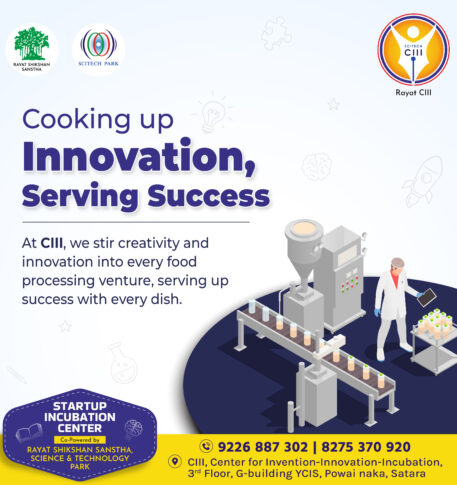 RAYAT SHIKSHAN
SANSTHA
SCITECH PARK
SCITECH
CIII
Rayat CIII
Cooking up
Innovation,
Serving Success
At CIII, we stir creativity and
innovation into every food
processing venture, serving up
success with every dish.
STARTUP
INCUBATION
CENTER
Co-Powered by
RAYAT SHIKSHAN SANSTHA,
SCIENCE & TECHNOLOGY
PARK
9226 887 302 | 8275 370 920
CIII, Center for Invention-Innovation-Incubation,
3rd Floor, G-building YCIS, Powai naka, Satara